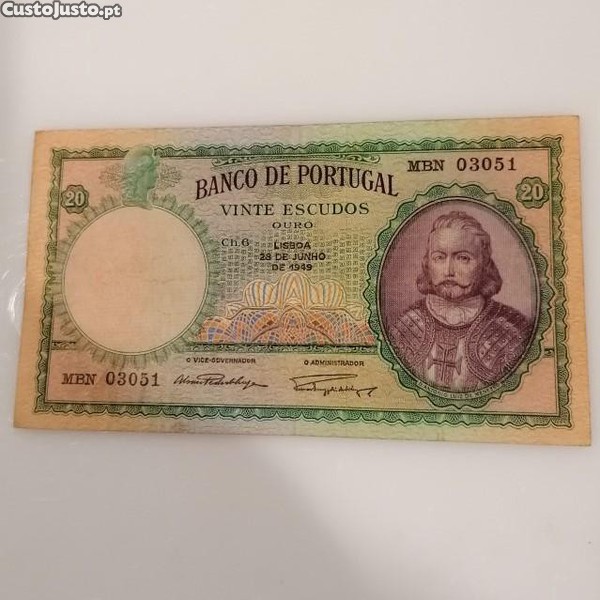 CustoJusto.pt
MBN 03051
20
20
BANCO DE PORTUGAL
VINTE ESCUDOS
OURO
Ch.6
LISBOA
28 DE JUNHO
DE 1949
O VICE-GOVERNADOR
O ADMINISTRADOR
MBN 03051